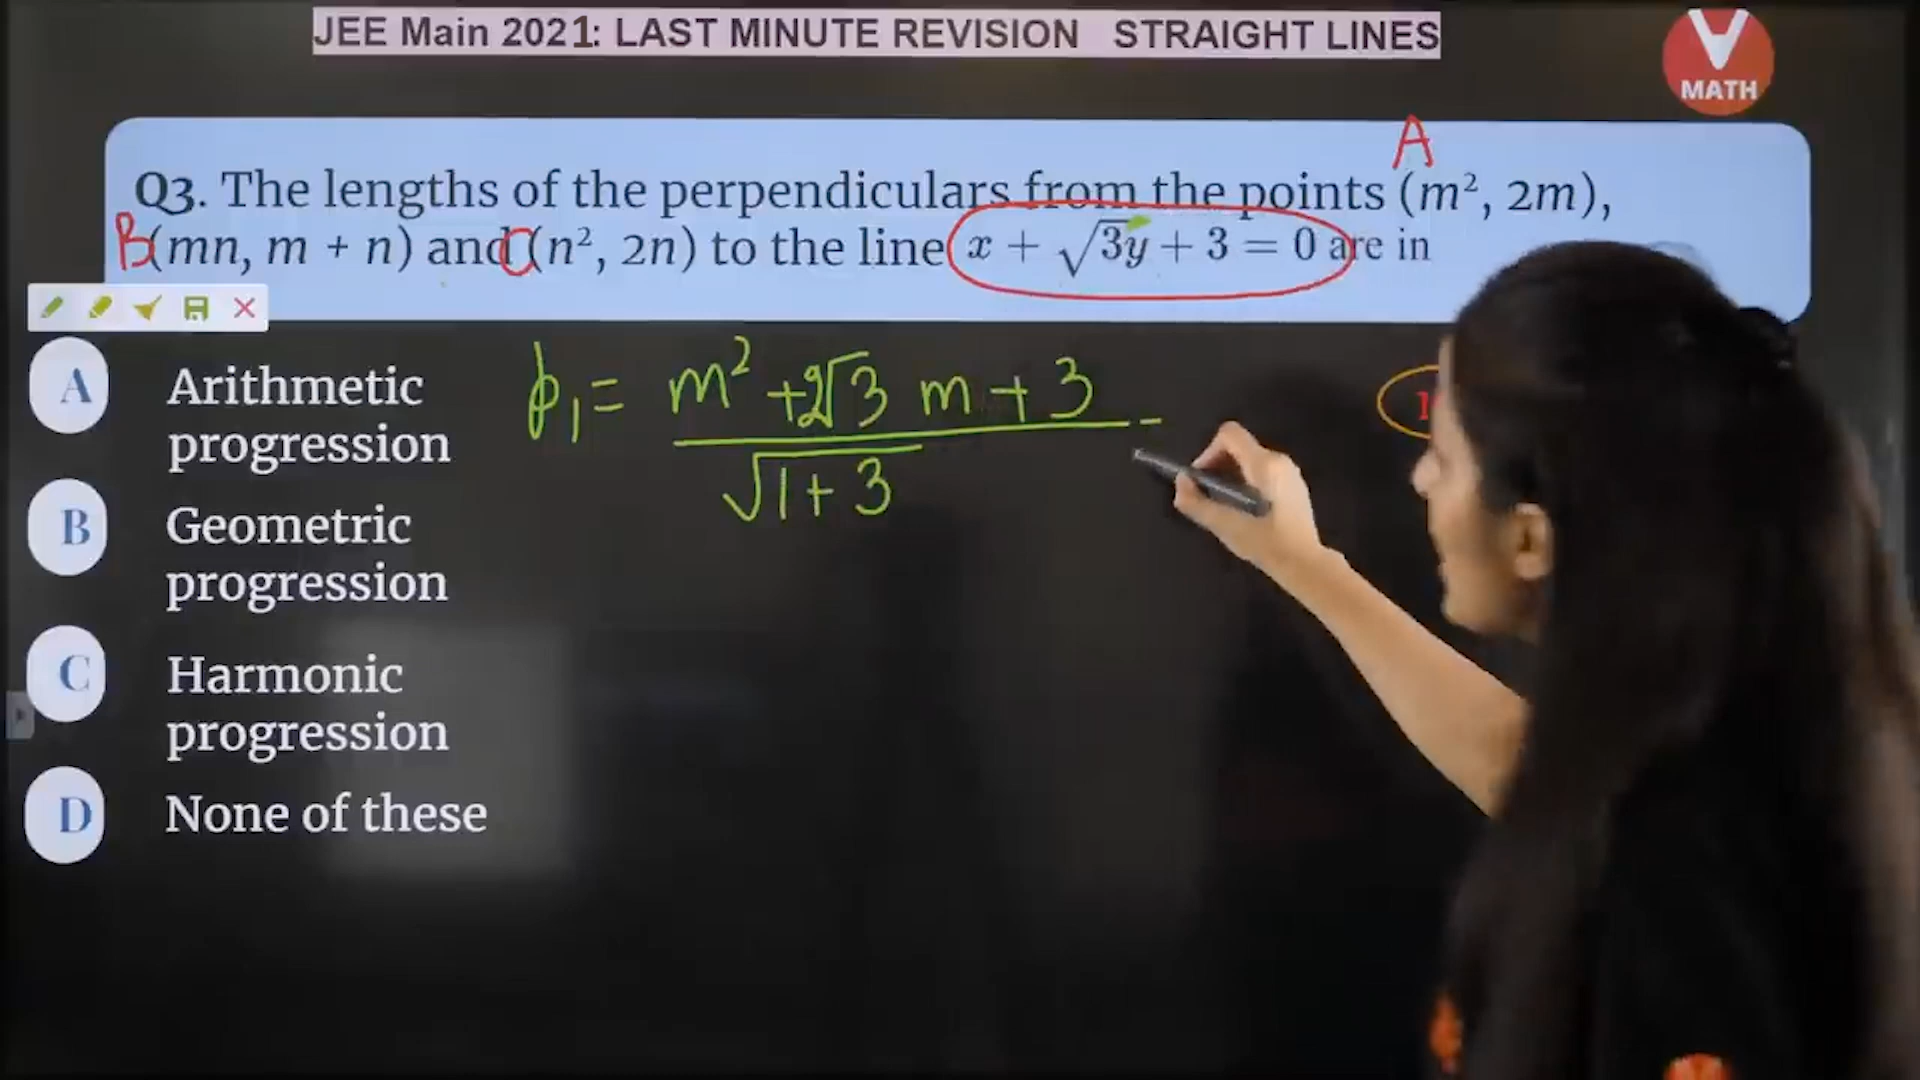 JEE Main 2021: LAST MINUTE REVISION STRAIGHT LINES
V
MATH
A
Q3. The lengths of the perpendiculars from the points (m², 2m),
B(mn, m + n) and C(n², 2n) to the line x + √3y + 3 = 0 are in
A Arithmetic
progression
B Geometric
progression
C Harmonic
progression
D None of these
p₁ = m² + 2√3 m + 3
√1 + 3